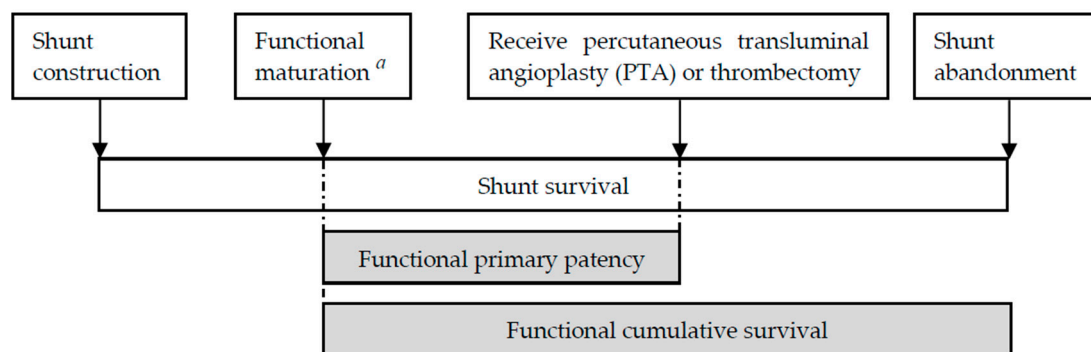 Shunt
construction
Functional
maturation a
Receive percutaneous transluminal
angioplasty (PTA) or thrombectomy
Shunt
abandonment
Shunt survival
Functional primary patency
Functional cumulative survival